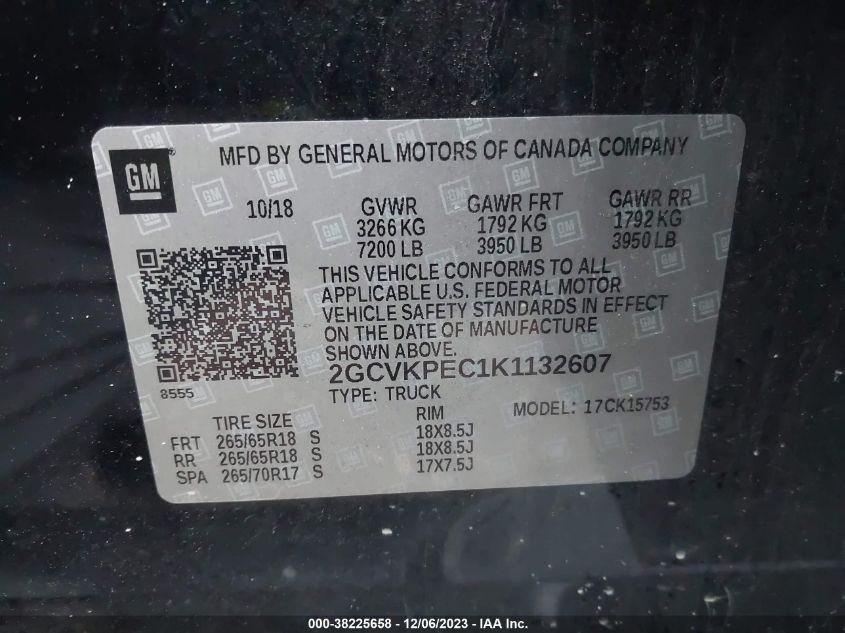 GM
MFD BY GENERAL MOTORS OF CANADA COMPANY
10/18 GVWR GAWR FRT GAWR RR
3266 KG 1792 KG 1792 KG
7200 LB 3950 LB 3950 LB
THIS VEHICLE CONFORMS TO ALL
APPLICABLE U.S. FEDERAL MOTOR
VEHICLE SAFETY STANDARDS IN EFFECT
ON THE DATE OF MANUFACTURE
SHOWN ABOVE.
8555
2GCVKPEC1K1132607
TYPE: TRUCK MODEL: 17CK15753
TIRE SIZE RIM
FRT 265/65R18 S 18X8.5J
RR 265/65R18 S 18X8.5J
SPA 265/70R17 S 17X7.5J
000-38225658 - 12/06/2023 - IAA Inc.